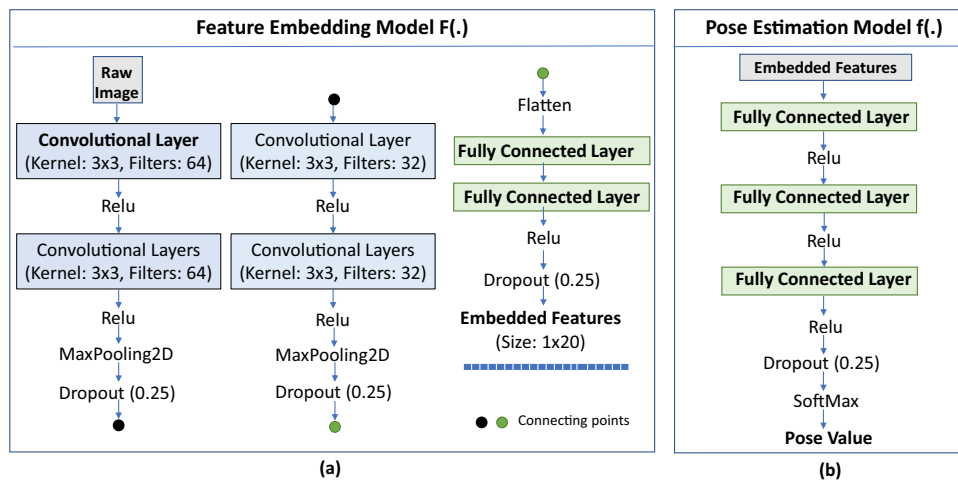 Feature Embedding Model F(.)
Raw
Image
Convolutional Layer
(Kernel: 3x3, Filters: 64)
Relu
Convolutional Layers
(Kernel: 3x3, Filters: 64)
Relu
MaxPooling2D
Dropout (0.25)
Convolutional Layer
(Kernel: 3x3, Filters: 32)
Relu
Convolutional Layers
(Kernel: 3x3, Filters: 32)
Relu
MaxPooling2D
Dropout (0.25)
Flatten
Fully Connected Layer
Fully Connected Layer
Relu
Dropout (0.25)
Embedded Features
(Size: 1x20)
Connecting points
(a)
Pose Estimation Model f(.)
Embedded Features
Fully Connected Layer
Relu
Fully Connected Layer
Relu
Fully Connected Layer
Relu
Dropout (0.25)
SoftMax
Pose Value
(b)